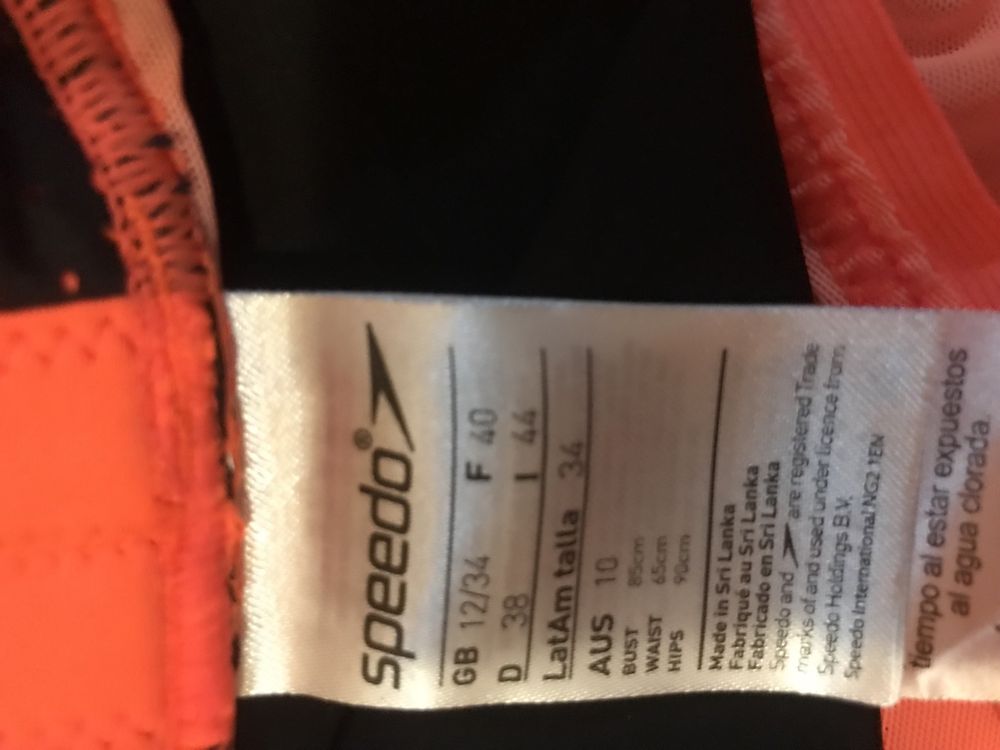 speedo®
GB 12/34 F 40
D 38 I 44
LatAm talla 34
AUS 10
BUST 85cm
WAIST 65cm
HIPS 90cm
Made in Sri Lanka
Fabriqué au Sri Lanka
Fabricado en Sri Lanka
Speedo and are registered Trade
marks of and used under licence from
Speedo Holdings B.V.
Speedo International NG2 1EN
tiempo al estar expuestos
al agua clorada.